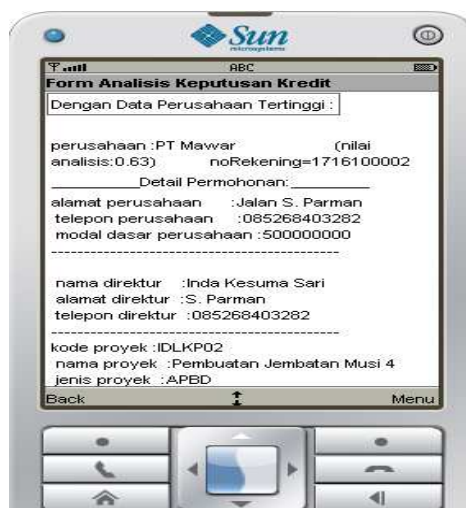 Sun
microsystems
ABC
Form Analisis Keputusan Kredit
Dengan Data Perusahaan Tertinggi :
perusahaan :PT Mawar (nilai
analisis:0.63) noRekening=1716100002
________Detail Permohonan:________
alamat perusahaan :Jalan S. Parman
telepon perusahaan :085268403282
modal dasar perusahaan :500000000
------------------------------------------
nama direktur :Inda Kesuma Sari
alamat direktur :S. Parman
telepon direktur :085268403282
------------------------------------------
kode proyek :IDLKP02
nama proyek :Pembuatan Jembatan Musi 4
jenis proyek :APBD
Back Menu